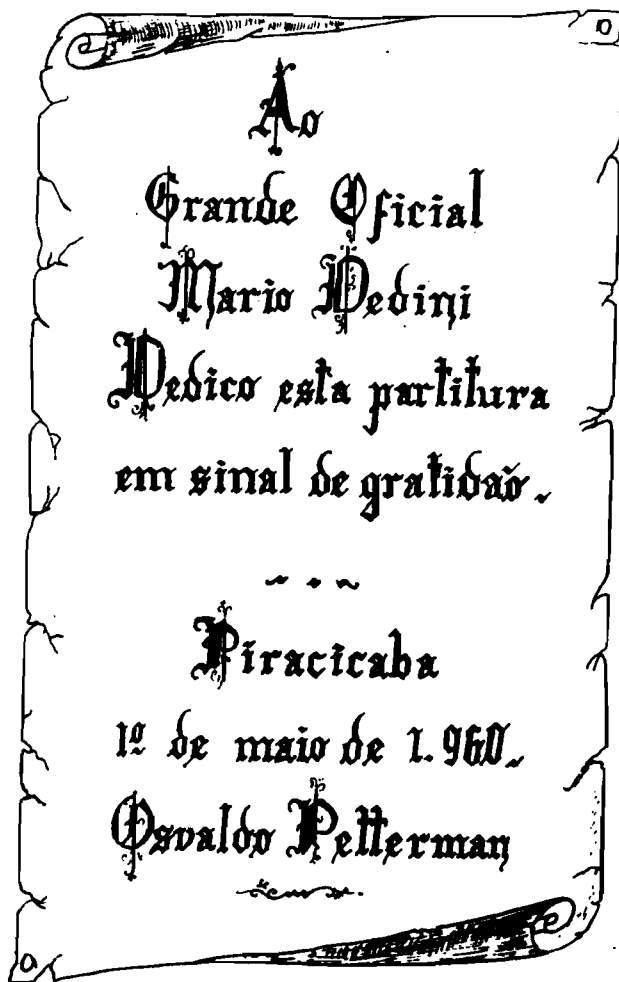 Ao
Grande Oficial
Mario Dedini
Dedico esta partitura
em sinal de gratidão.
Piracicaba
1º de maio de 1.960.
Osvaldo Petterman